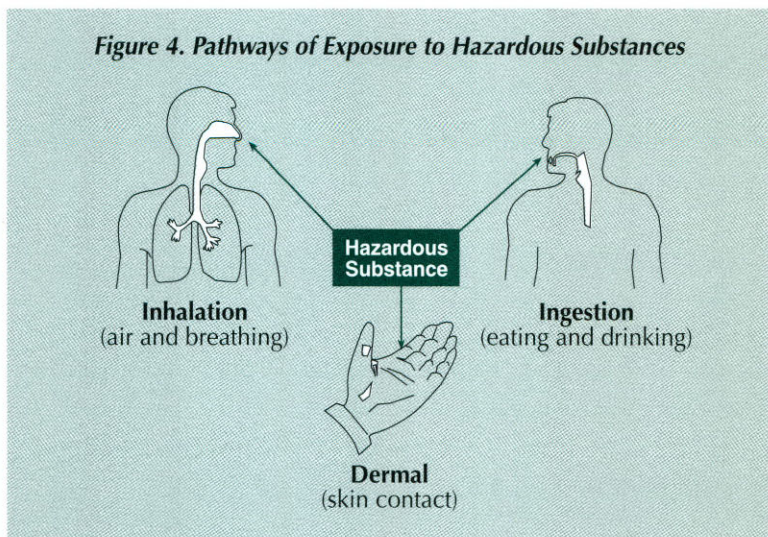 Figure 4. Pathways of Exposure to Hazardous Substances
Hazardous
Substance
Inhalation
(air and breathing)
Ingestion
(eating and drinking)
Dermal
(skin contact)